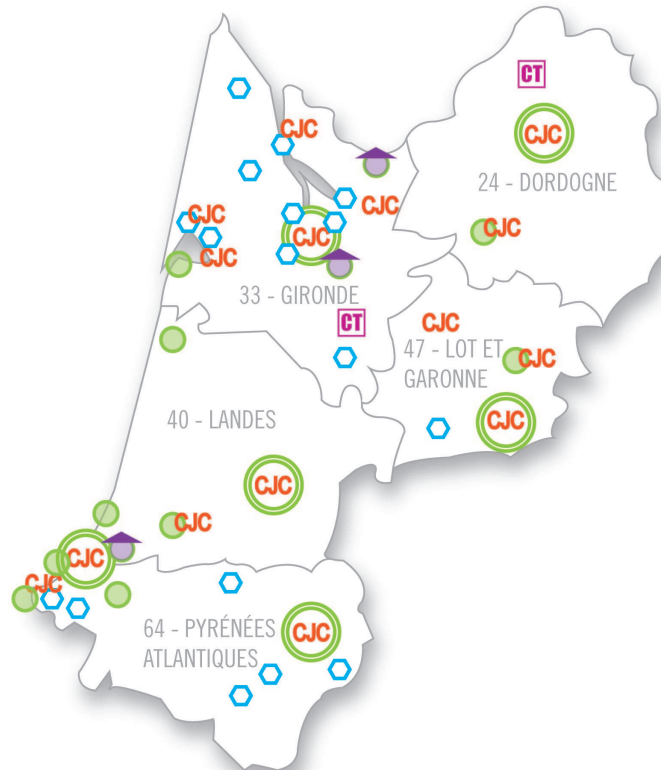 CT
CJC
CJC
24 - DORDOGNE
CJC
CJC
CJC
CJC
CJC
33 - GIRONDE
CT
CJC
47 - LOT ET
GARONNE
CJC
CJC
40 - LANDES
CJC
CJC
CJC
CJC
64 - PYRÉNÉES
ATLANTIQUES
CJC